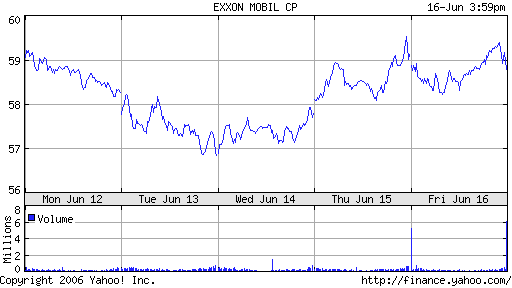 EXXON MOBIL CP 16-Jun 3:59pm
60
59
58
57
56
Mon Jun 12 Tue Jun 13 Wed Jun 14 Thu Jun 15 Fri Jun 16
Millions
8
6
4
2
0
Volume
Copyright 2006 Yahoo! Inc. http://finance.yahoo.com/